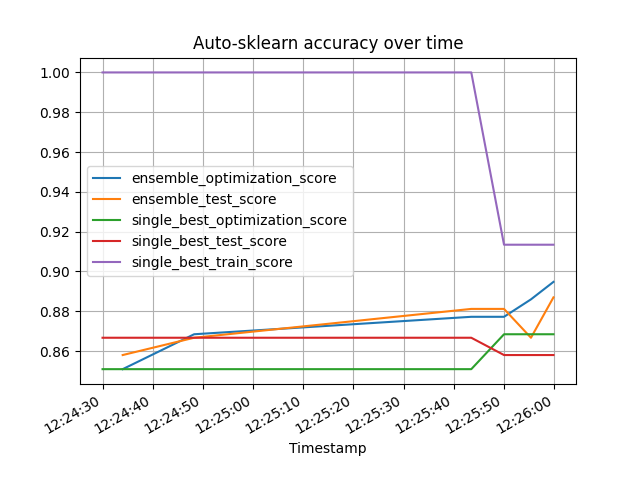 Auto-sklearn accuracy over time
1.00
0.98
0.96
0.94
0.92
0.90
0.88
0.86
ensemble_optimization_score
ensemble_test_score
single_best_optimization_score
single_best_test_score
single_best_train_score
12:24:30
12:24:40
12:24:50
12:25:00
12:25:10
12:25:20
12:25:30
12:25:40
12:25:50
12:26:00
Timestamp